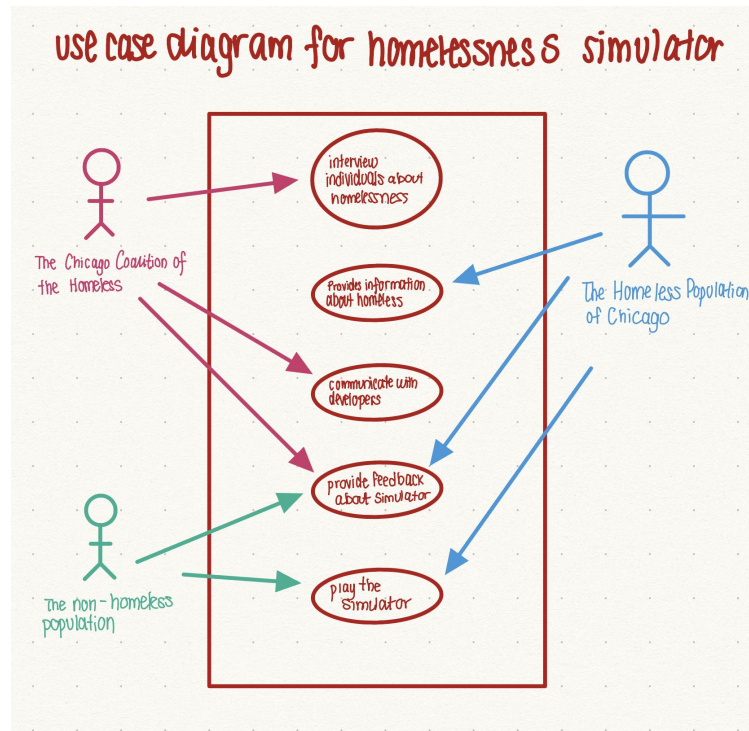 use case diagram for homelessness simulator
interview
individuals about
homelessness
The Chicago Coalition of
the Homeless
Provides information
about homeless
The Homeless Population
of Chicago
communicate with
developers
provide feedback
about simulator
play the
simulator
The non-homeless
population